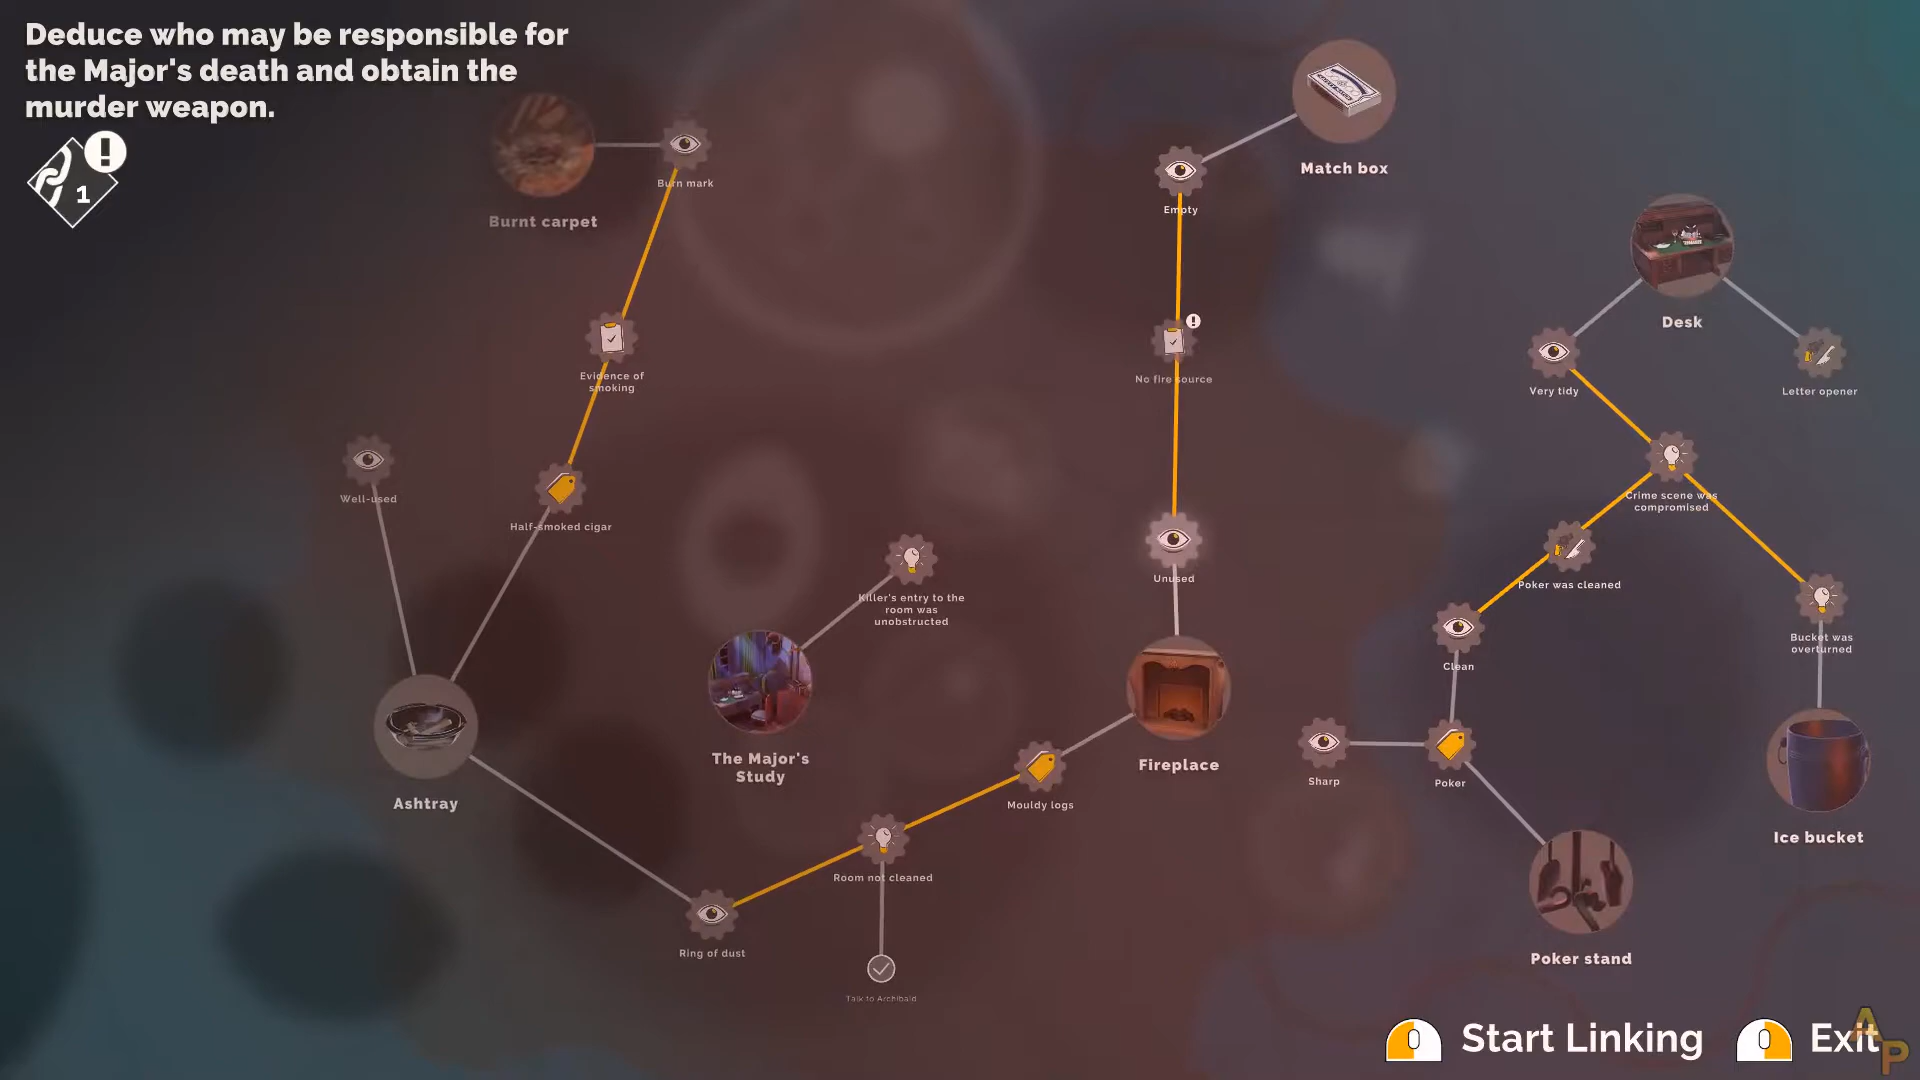 Deduce who may be responsible for
the Major's death and obtain the
murder weapon.
!
1
Match box
Burn mark
Burnt carpet
Empty
Desk
!
No fire source
Evidence of
smoking
Very tidy
Letter opener
Well-used
Half-smoked cigar
Crime scene was
compromised
Unused
Poker was cleaned
Killer's entry to the
room was
unobstructed
Bucket was
overturned
Clean
The Major's
Study
Fireplace
Sharp
Poker
Ashtray
Mouldy logs
Ice bucket
Room not cleaned
Ring of dust
Poker stand
Talk to Archibald
Start Linking
Exit
A
P